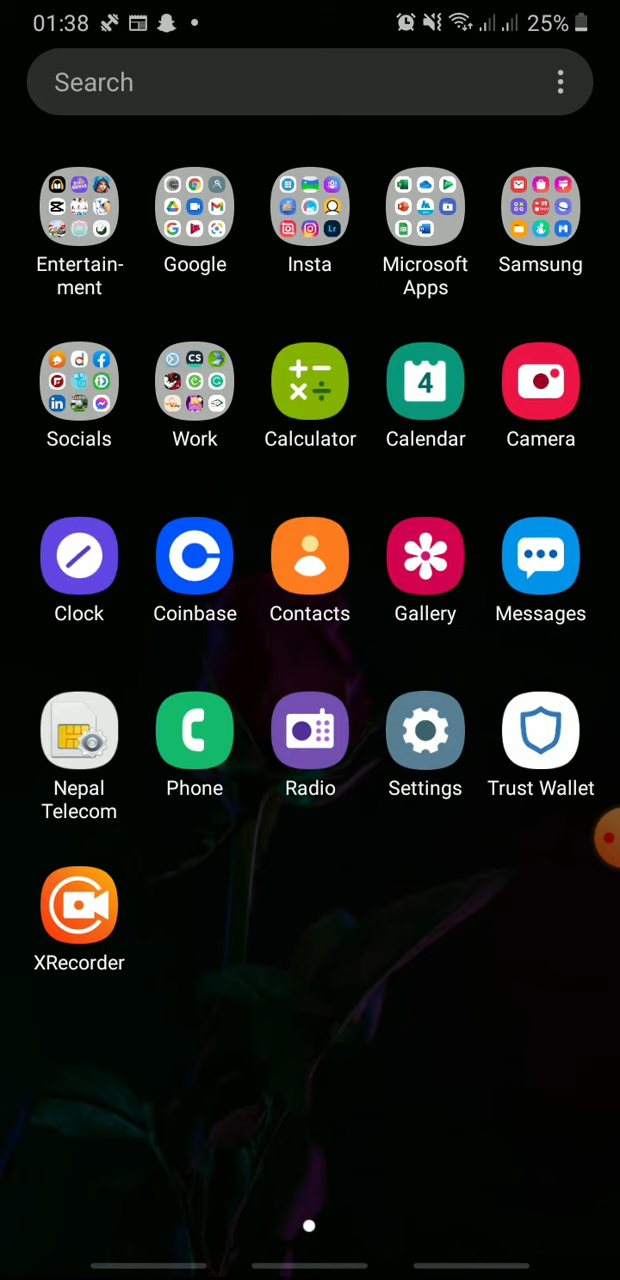 01:38
25%
Search
Entertain-
ment
Google
Insta
Microsoft
Apps
Samsung
Socials
Work
Calculator
4
Calendar
Camera
Clock
Coinbase
Contacts
Gallery
Messages
Nepal
Telecom
Phone
Radio
Settings
Trust Wallet
XRecorder